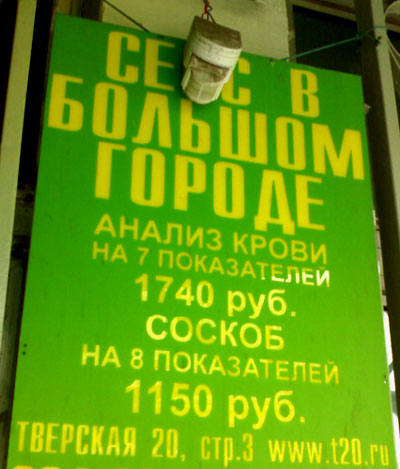 СЕКС В
БОЛЬШОМ
ГОРОДЕ
АНАЛИЗ КРОВИ
НА 7 ПОКАЗАТЕЛЕЙ
1740 руб.
СОСКОБ
НА 8 ПОКАЗАТЕЛЕЙ
1150 руб.
ТВЕРСКАЯ 20, стр.3 www.t20.ru